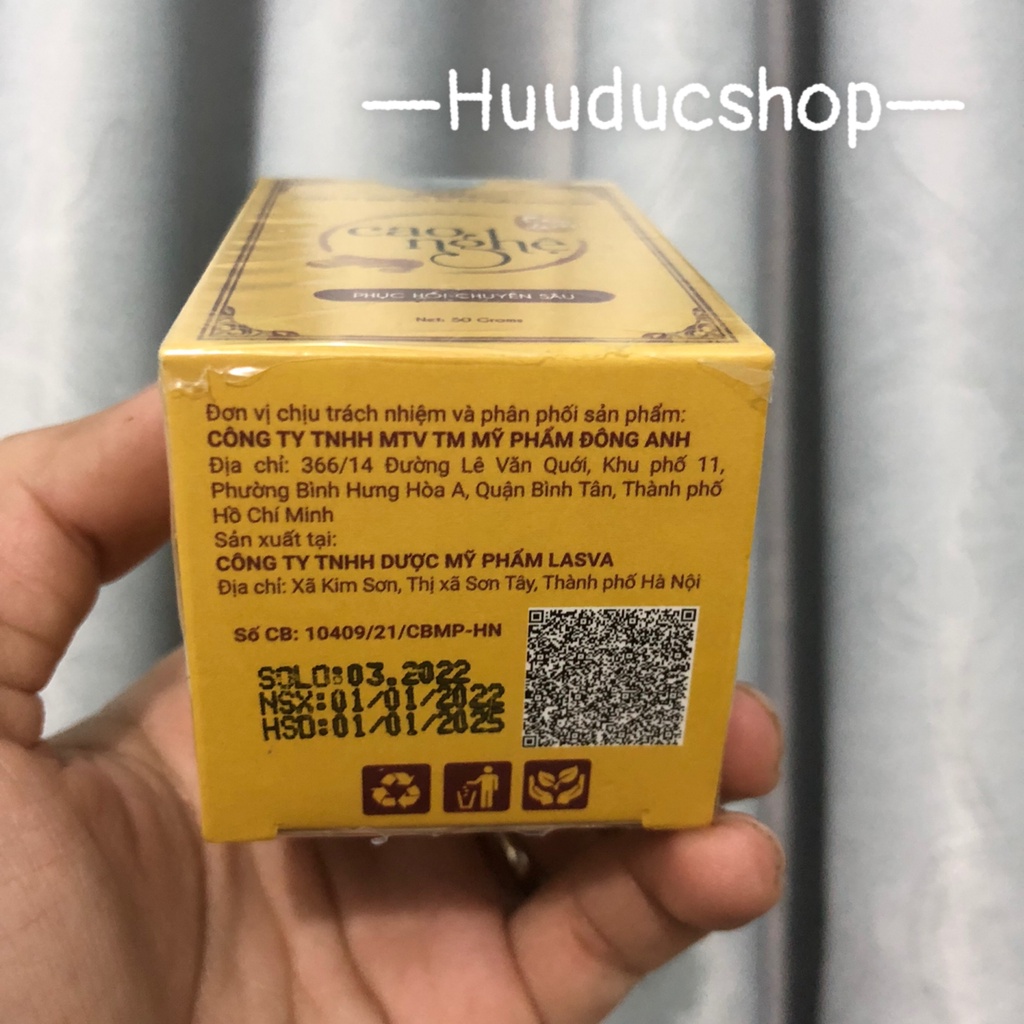 —Huuducshop—
cao
nghệ
PHỤC HỒI-CHUYÊN SÂU
Net: 50 Grams
Đơn vị chịu trách nhiệm và phân phối sản phẩm:
CÔNG TY TNHH MTV TM MỸ PHẨM ĐÔNG ANH
Địa chỉ: 366/14 Đường Lê Văn Quới, Khu phố 11,
Phường Bình Hưng Hòa A, Quận Bình Tân, Thành phố
Hồ Chí Minh
Sản xuất tại:
CÔNG TY TNHH DƯỢC MỸ PHẨM LASVA
Địa chỉ: Xã Kim Sơn, Thị xã Sơn Tây, Thành phố Hà Nội
Số CB: 10409/21/CBMP-HN
SOLO:03.2022
NSX:01/01/2022
HSD:01/01/2025